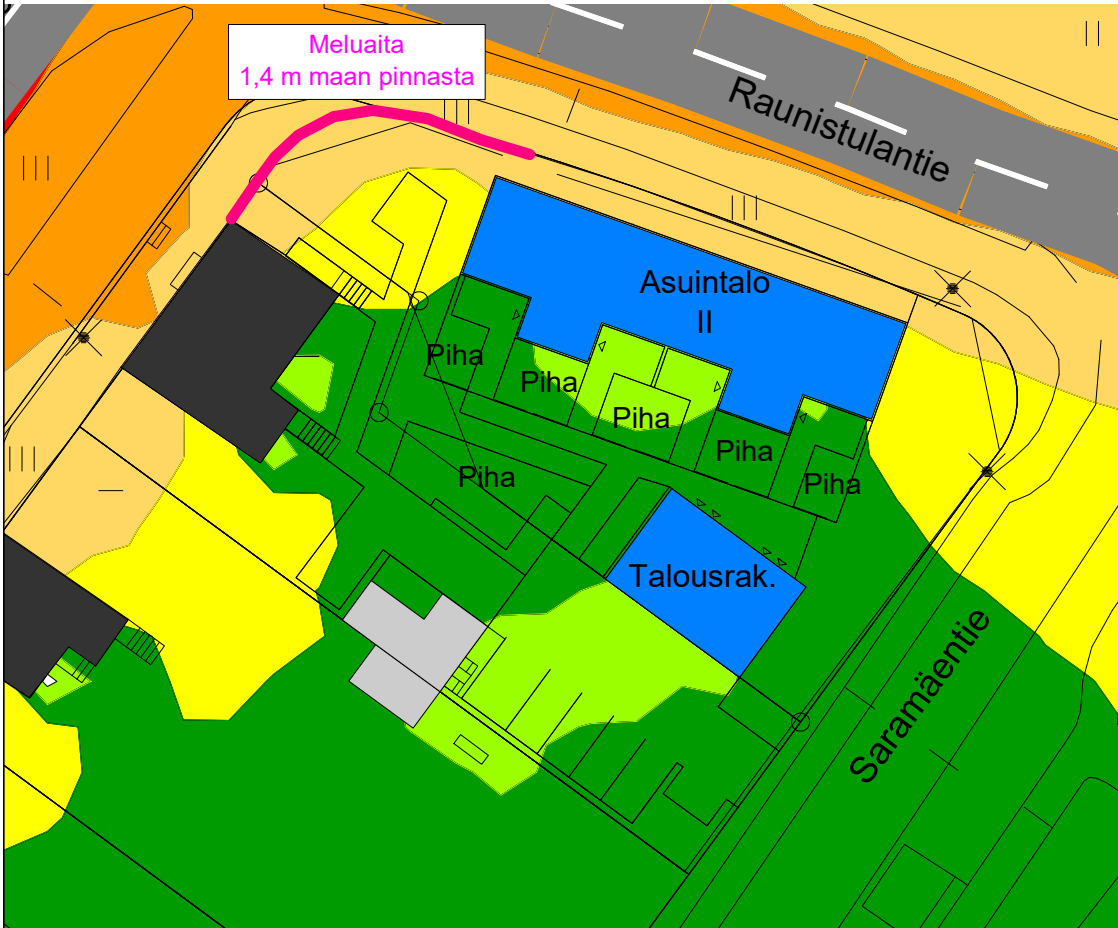 Meluaita
1,4 m maan pinnasta
Raunistulantie
Asuintalo
II
Piha
Piha
Piha
Piha
Piha
Piha
Talousrak.
Saramäentie